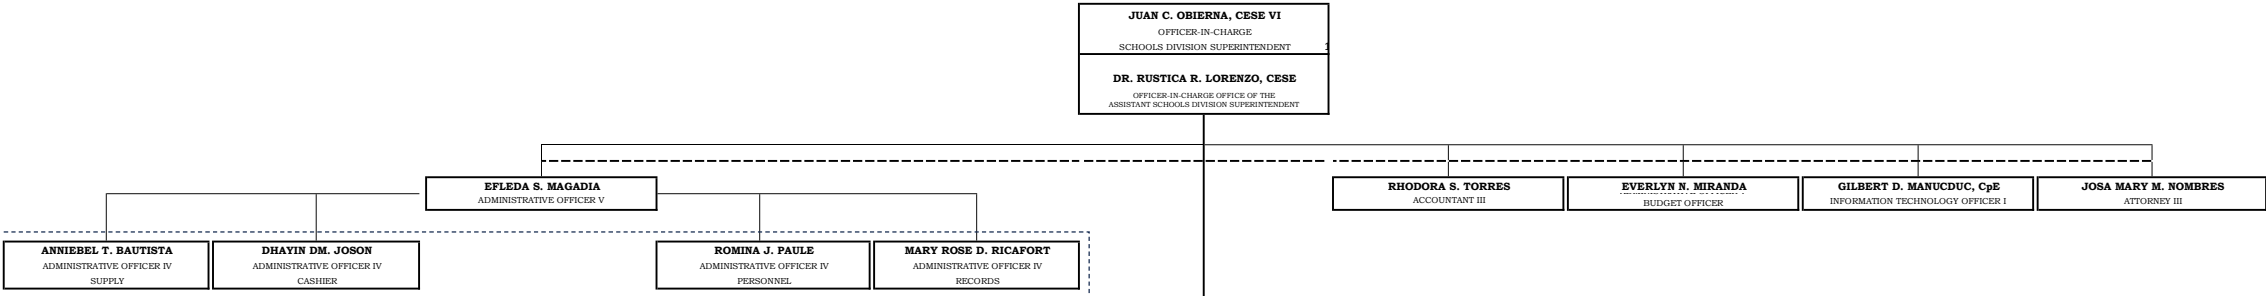 JUAN C. OBIERNA, CESE VI
OFFICER-IN-CHARGE
SCHOOLS DIVISION SUPERINTENDENT
DR. RUSTICA R. LORENZO, CESE
OFFICER-IN-CHARGE OFFICE OF THE
ASSISTANT SCHOOLS DIVISION SUPERINTENDENT
EFLEDA S. MAGADIA
ADMINISTRATIVE OFFICER V
RHODORA S. TORRES
ACCOUNTANT III
EVERLYN N. MIRANDA
BUDGET OFFICER
GILBERT D. MANUCDUC, CpE
INFORMATION TECHNOLOGY OFFICER I
JOSA MARY M. NOMBRES
ATTORNEY III
ANNIEBEL T. BAUTISTA
ADMINISTRATIVE OFFICER IV
SUPPLY
DHAYIN DM. JOSON
ADMINISTRATIVE OFFICER IV
CASHIER
ROMINA J. PAULE
ADMINISTRATIVE OFFICER IV
PERSONNEL
MARY ROSE D. RICAFORT
ADMINISTRATIVE OFFICER IV
RECORDS